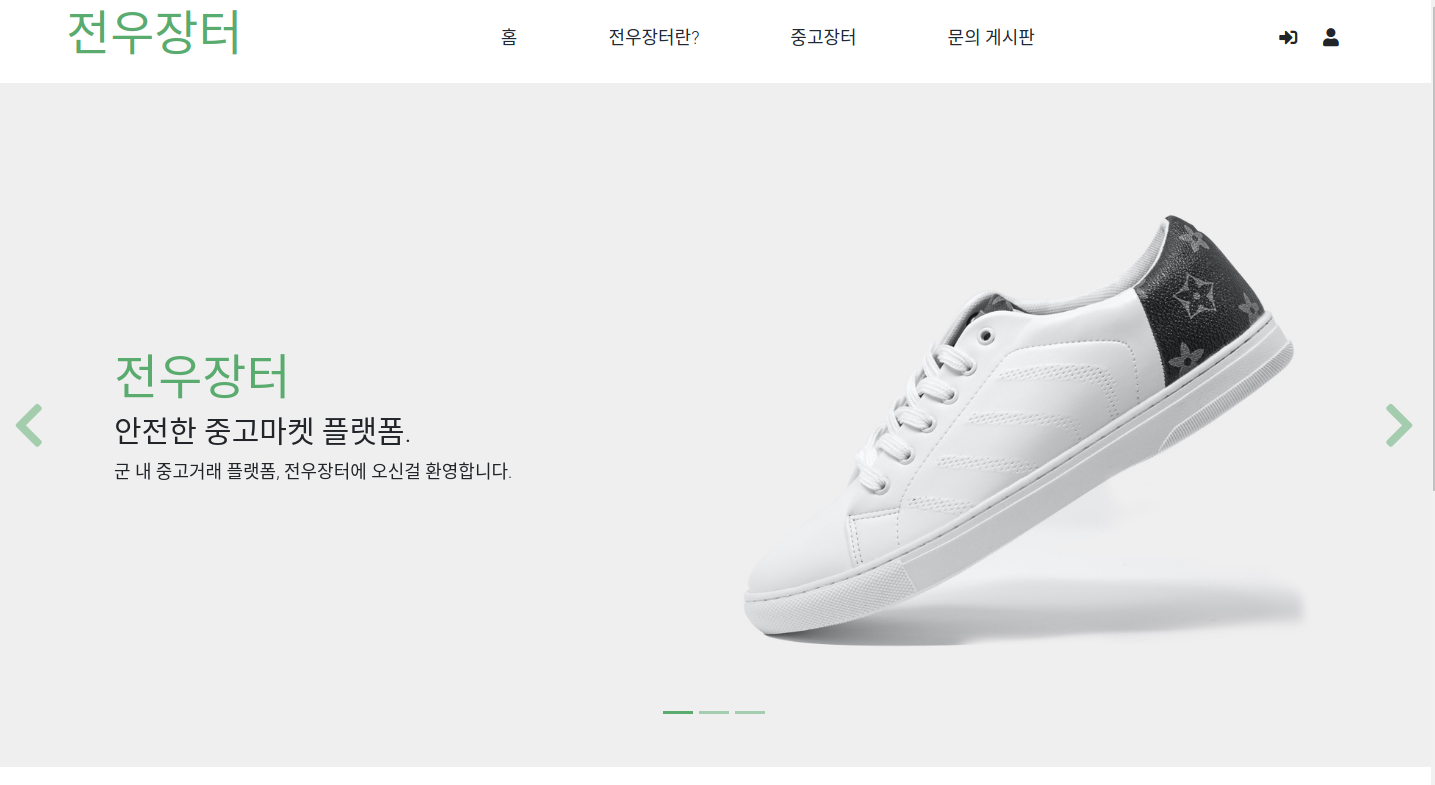 전우장터
홈 전우장터란? 중고장터 문의 게시판
전우장터
안전한 중고마켓 플랫폼.
군 내 중고거래 플랫폼, 전우장터에 오신걸 환영합니다.